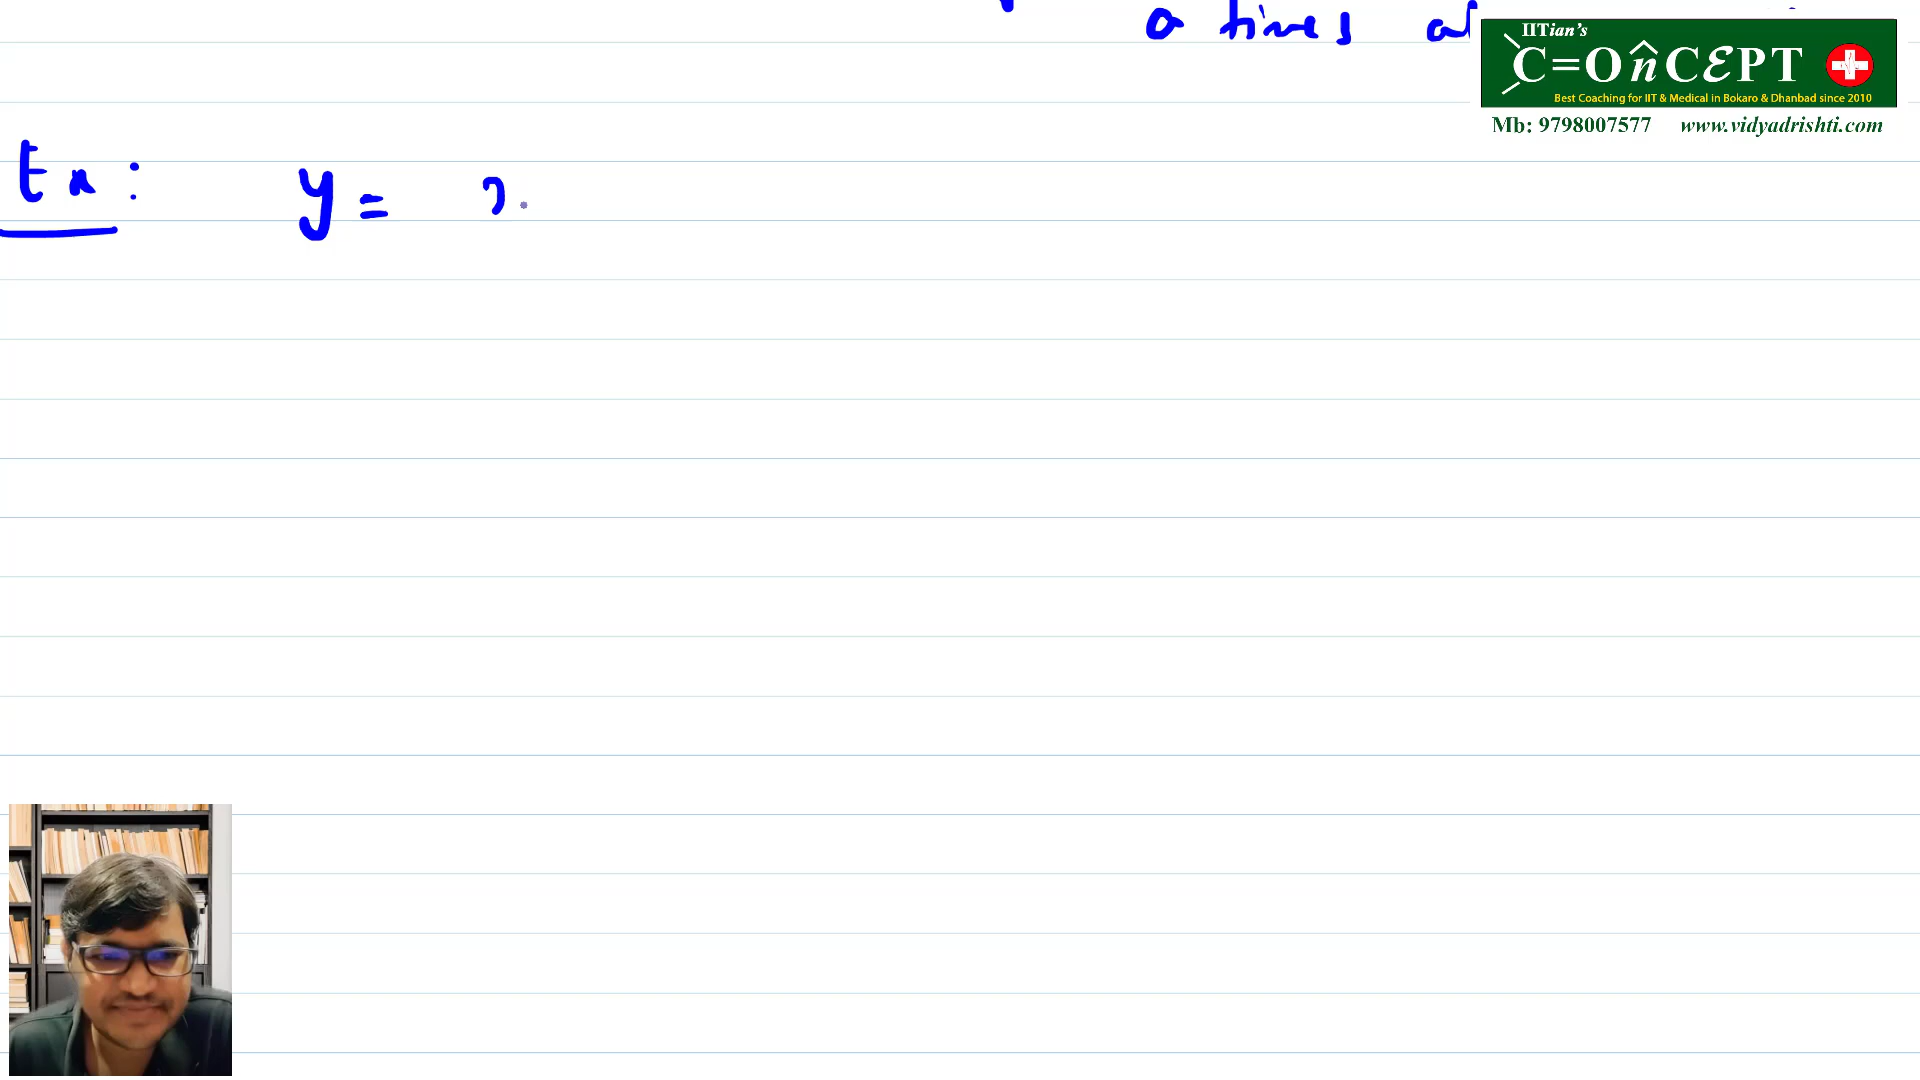 a times
IITian's
C=OnCEPT
Best Coaching for IIT & Medical in Bokaro & Dhanbad since 2010
Mb: 9798007577 www.vidyadrishti.com
Ex: y =